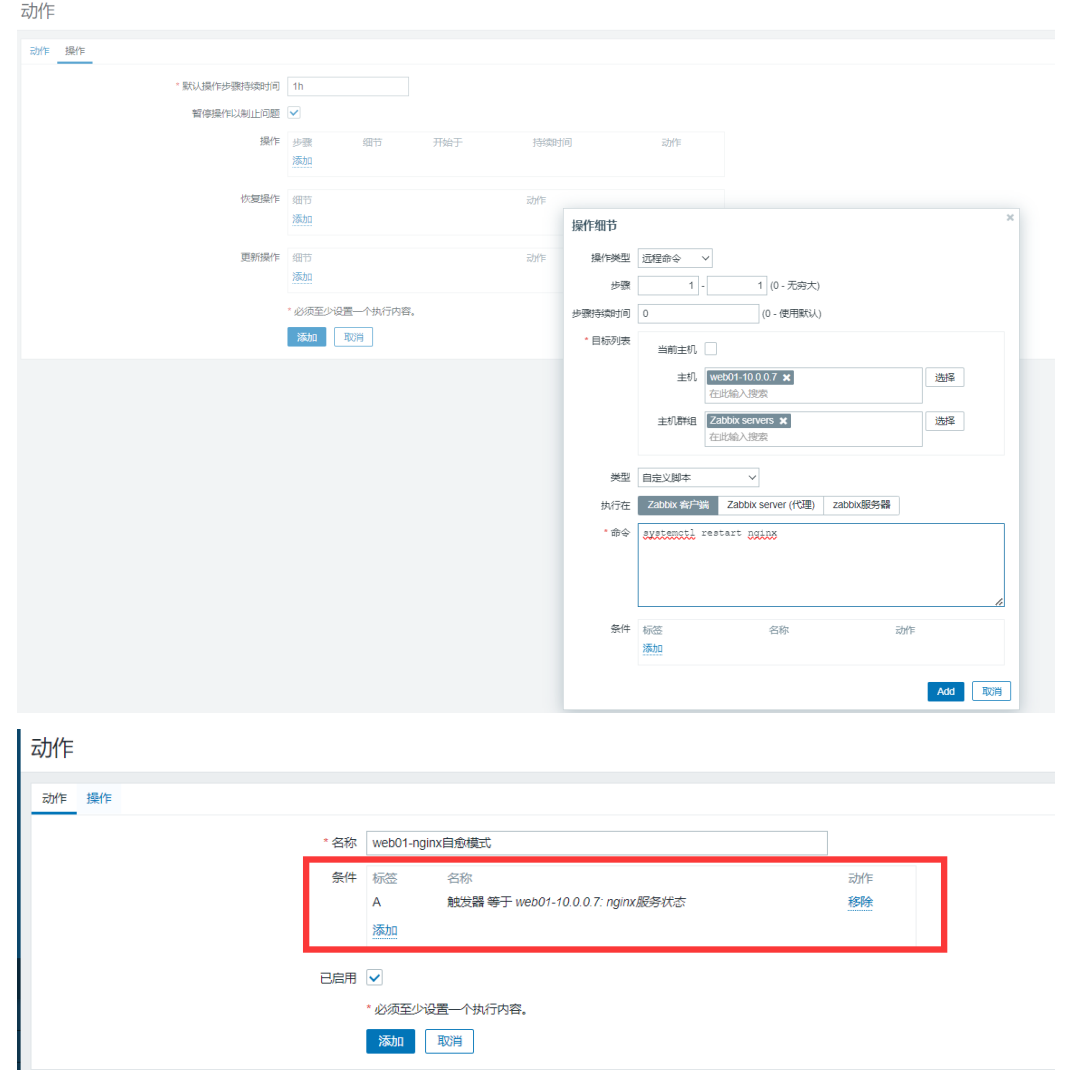 动作
动作 操作
* 默认操作步骤持续时间 1h
暂停操作以制止问题
操作 步骤 细节 开始于 持续时间 动作
添加
恢复操作 细节 动作
添加
更新操作 细节 动作
添加
* 必须至少设置一个执行内容。
添加 取消
操作细节 ×
操作类型 远程命令
步骤 1 - 1 (0 - 无穷大)
步骤持续时间 0 (0 - 使用默认)
* 目标列表
当前主机
主机 web01-10.0.0.7 × 选择
在此输入搜索
主机群组 Zabbix servers × 选择
在此输入搜索
类型 自定义脚本
执行在 Zabbix 客户端 Zabbix server (代理) zabbix服务器
* 命令 systemctl restart nginx
条件 标签 名称 动作
添加
Add 取消
动作
动作 操作
* 名称 web01-nginx自愈模式
条件 标签 名称 动作
A 触发器 等于 web01-10.0.0.7: nginx服务状态 移除
添加
已启用
* 必须至少设置一个执行内容。
添加 取消